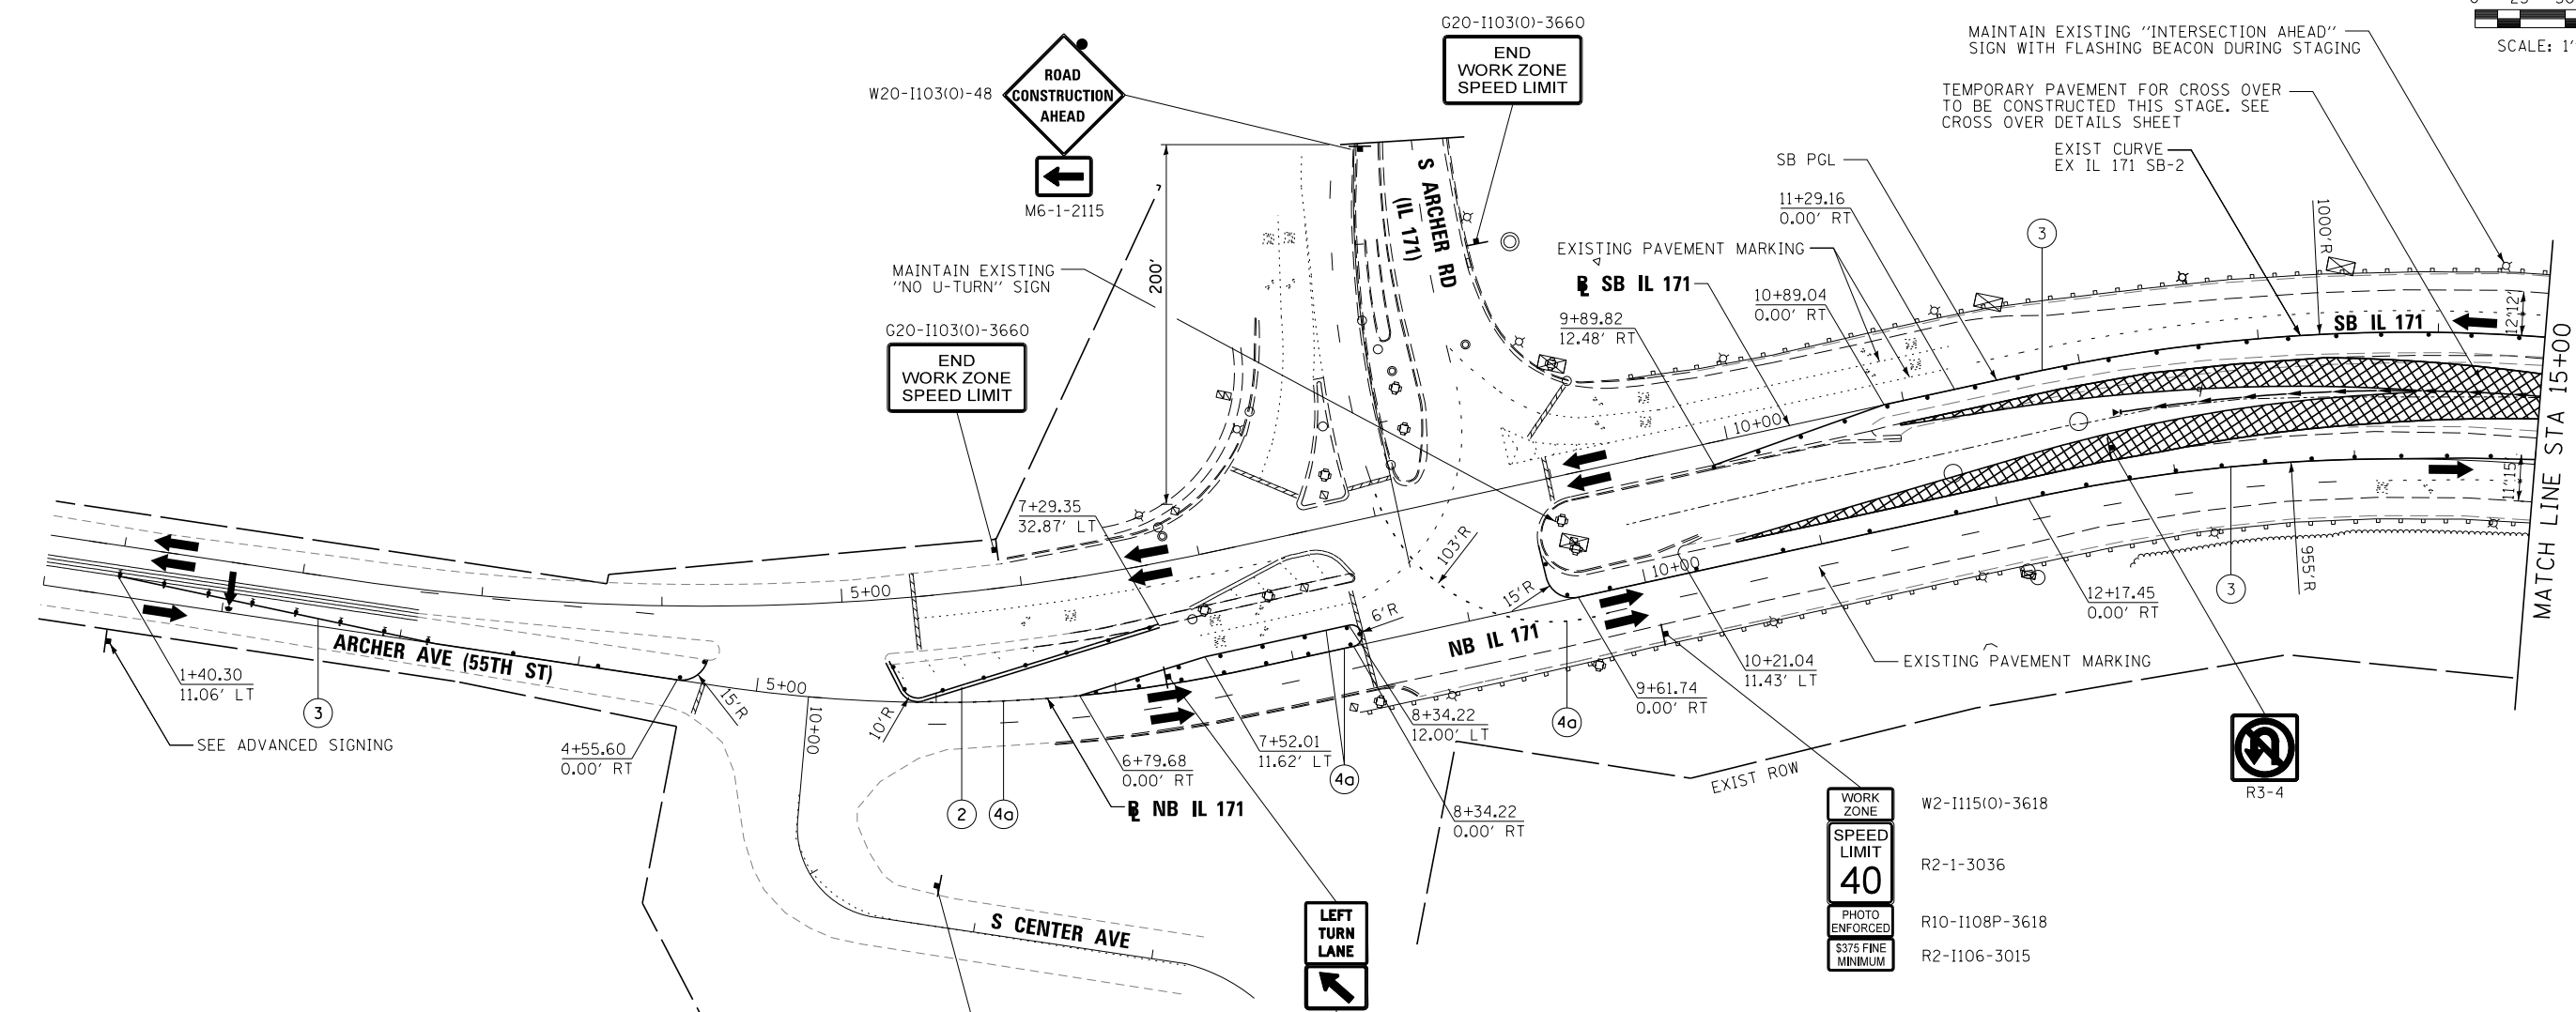 G20-I103(0)-3660
END
WORK ZONE
SPEED LIMIT
W20-I103(0)-48
ROAD
CONSTRUCTION
AHEAD
M6-1-2115
MAINTAIN EXISTING "INTERSECTION AHEAD"
SIGN WITH FLASHING BEACON DURING STAGING
SCALE: 1'
TEMPORARY PAVEMENT FOR CROSS OVER
TO BE CONSTRUCTED THIS STAGE. SEE
CROSS OVER DETAILS SHEET
EXIST CURVE
EX IL 171 SB-2
SB PGL
11+29.16
0.00' RT
3
1000'R
S ARCHER RD
(IL 171)
200'
EXISTING PAVEMENT MARKING
MAINTAIN EXISTING
"NO U-TURN" SIGN
B SB IL 171
10+89.04
0.00' RT
9+89.82
12.48' RT
SB IL 171
12'
12'
G20-I103(0)-3660
END
WORK ZONE
SPEED LIMIT
MATCH LINE STA 15+00
10+00
7+29.35
32.87' LT
103'R
11'
15'
5+00
15'R
10+00
955'R
12+17.45
0.00' RT
3
6'R
NB IL 171
ARCHER AVE (55TH ST)
1+40.30
11.06' LT
3
5+00
15'R
10+00
10'R
EXISTING PAVEMENT MARKING
10+21.04
11.43' LT
9+61.74
0.00' RT
4a
8+34.22
12.00' LT
7+52.01
11.62' LT
4a
6+79.68
0.00' RT
SEE ADVANCED SIGNING
4+55.60
0.00' RT
2
4a
B NB IL 171
8+34.22
0.00' RT
EXIST ROW
R3-4
WORK
ZONE
W2-I115(0)-3618
SPEED
LIMIT
40
R2-1-3036
PHOTO
ENFORCED
R10-I108P-3618
$375 FINE
MINIMUM
R2-I106-3015
S CENTER AVE
LEFT
TURN
LANE